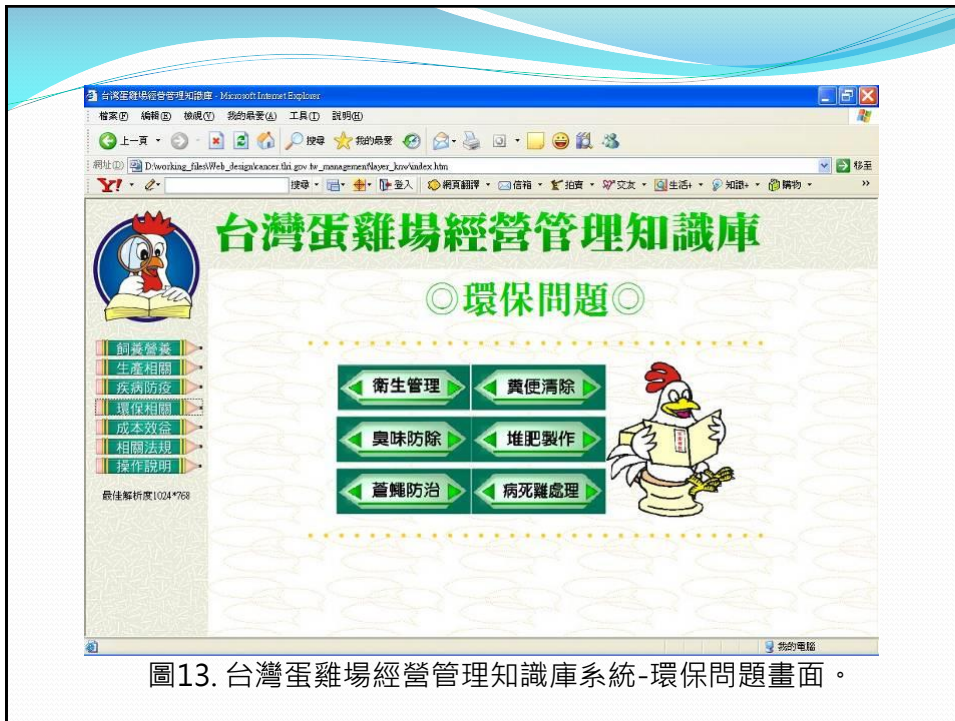 台灣蛋雞場經營管理知識庫 - Microsoft Internet Explorer
檔案(F) 編輯(E) 檢視(V) 我的最愛(A) 工具(T) 說明(H)
上一頁 搜尋 我的最愛
網址(D) D:\working_files\Web_design\cancer.tlri.gov.tw_management\layer_knw\index.htm 移至
Y! 搜尋 登入 網頁翻譯 信箱 拍賣 交友 生活+ 知識+ 購物 »
台灣蛋雞場經營管理知識庫
◎環保問題◎
飼養營養
生產相關
疾病防疫
環保相關
成本效益
相關法規
操作說明
最佳解析度1024*768
衛生管理 糞便清除
臭味防除 堆肥製作
蒼蠅防治 病死雞處理
我的電腦
圖13. 台灣蛋雞場經營管理知識庫系統-環保問題畫面。